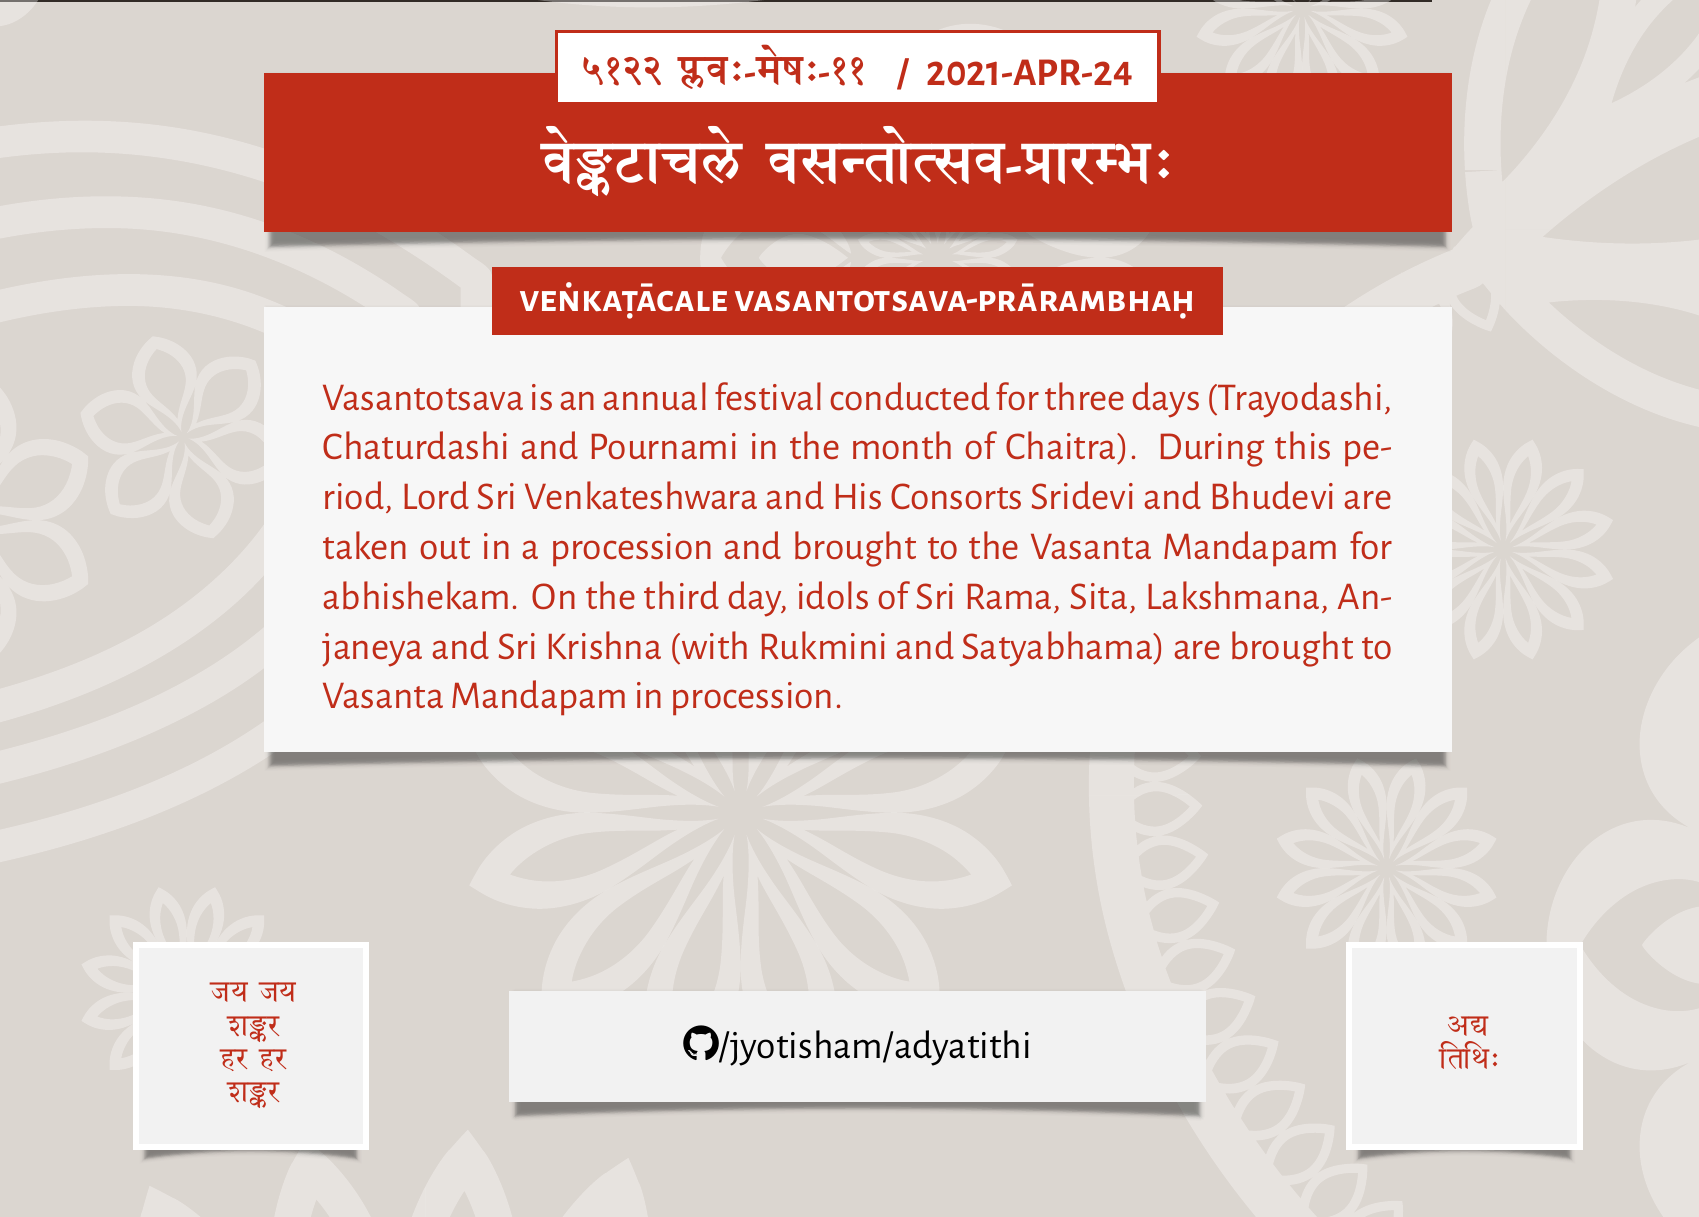 ५१२२ प्लवः-मेषः-११ / 2021-APR-24
वेङ्कटाचले वसन्तोत्सव-प्रारम्भः
VEṄKAṬĀCALE VASANTOTSAVA-PRĀRAMBHAḤ
Vasantotsava is an annual festival conducted for three days (Trayodashi,
Chaturdashi and Pournami in the month of Chaitra). During this pe-
riod, Lord Sri Venkateshwara and His Consorts Sridevi and Bhudevi are
taken out in a procession and brought to the Vasanta Mandapam for
abhishekam. On the third day, idols of Sri Rama, Sita, Lakshmana, An-
janeya and Sri Krishna (with Rukmini and Satyabhama) are brought to
Vasanta Mandapam in procession.
जय जय
शङ्कर
हर हर
शङ्कर
/jyotisham/adyatithi
अद्य
तिथिः